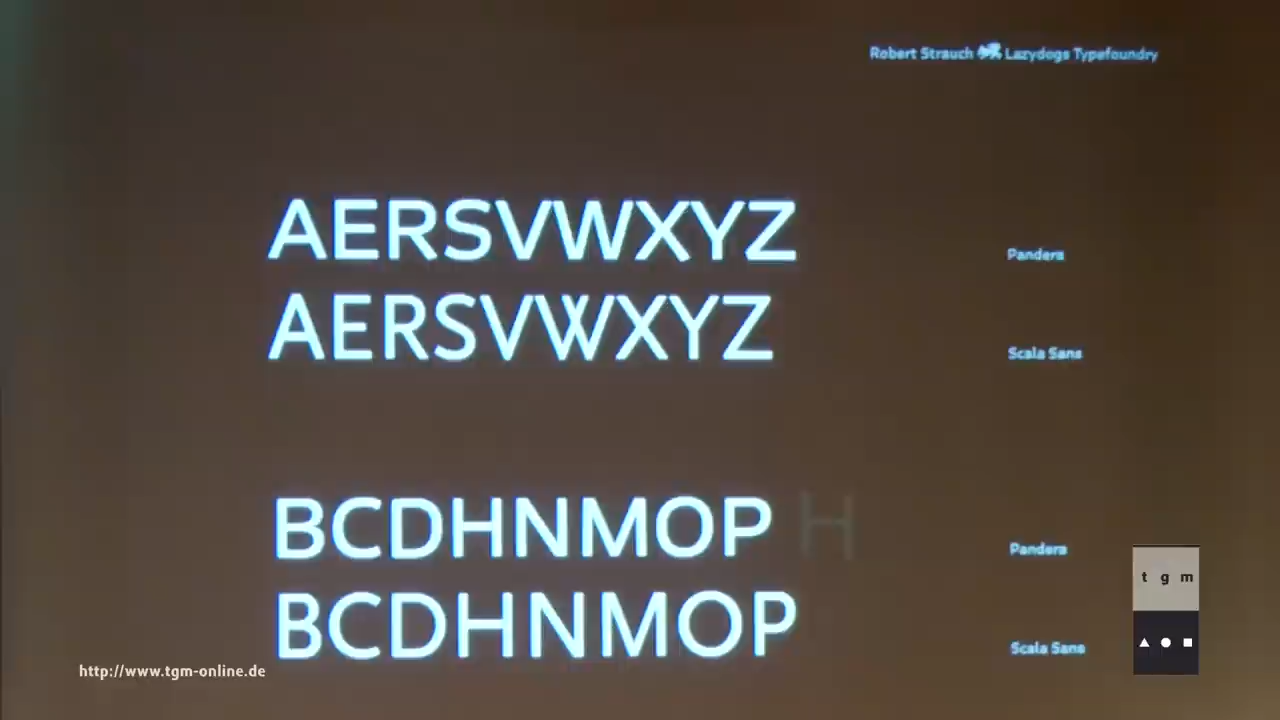 Robert Strauch Lazydogs Typefoundry
AERSVWXYZ
Pandera
AERSVWXYZ
Scala Sans
BCDHNMOP H
Pandera
BCDHNMOP
Scala Sans
t g m
http://www.tgm-online.de